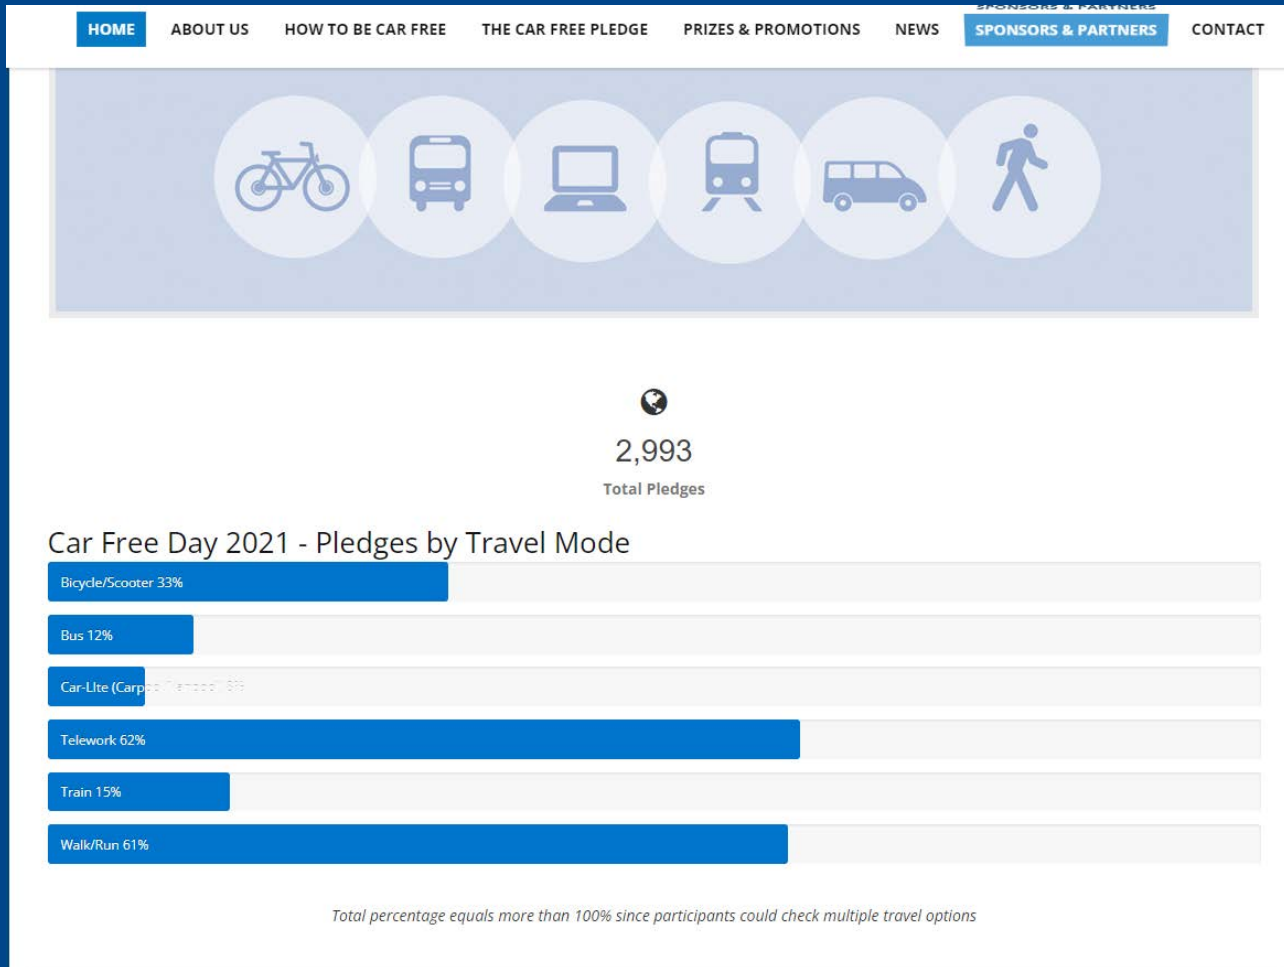 SPONSORS & PARTNERS
HOME ABOUT US HOW TO BE CAR FREE THE CAR FREE PLEDGE PRIZES & PROMOTIONS NEWS SPONSORS & PARTNERS CONTACT
2,993
Total Pledges
Car Free Day 2021 - Pledges by Travel Mode
Bicycle/Scooter 33%
Bus 12%
Car-LIte (Carp
Telework 62%
Train 15%
Walk/Run 61%
Total percentage equals more than 100% since participants could check multiple travel options